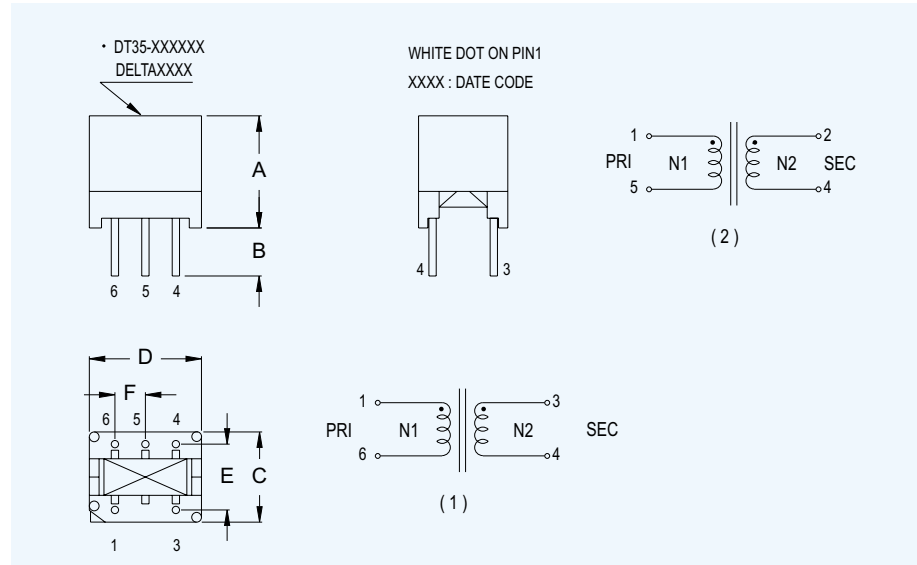 • DT35-XXXXXX
DELTAXXXX
WHITE DOT ON PIN1
XXXX : DATE CODE
A
B
6 5 4
4 3
1 2
PRI N1 N2 SEC
5 4
( 2 )
D
F
6 5 4
E C
1 3
1 3
PRI N1 N2 SEC
6 4
( 1 )